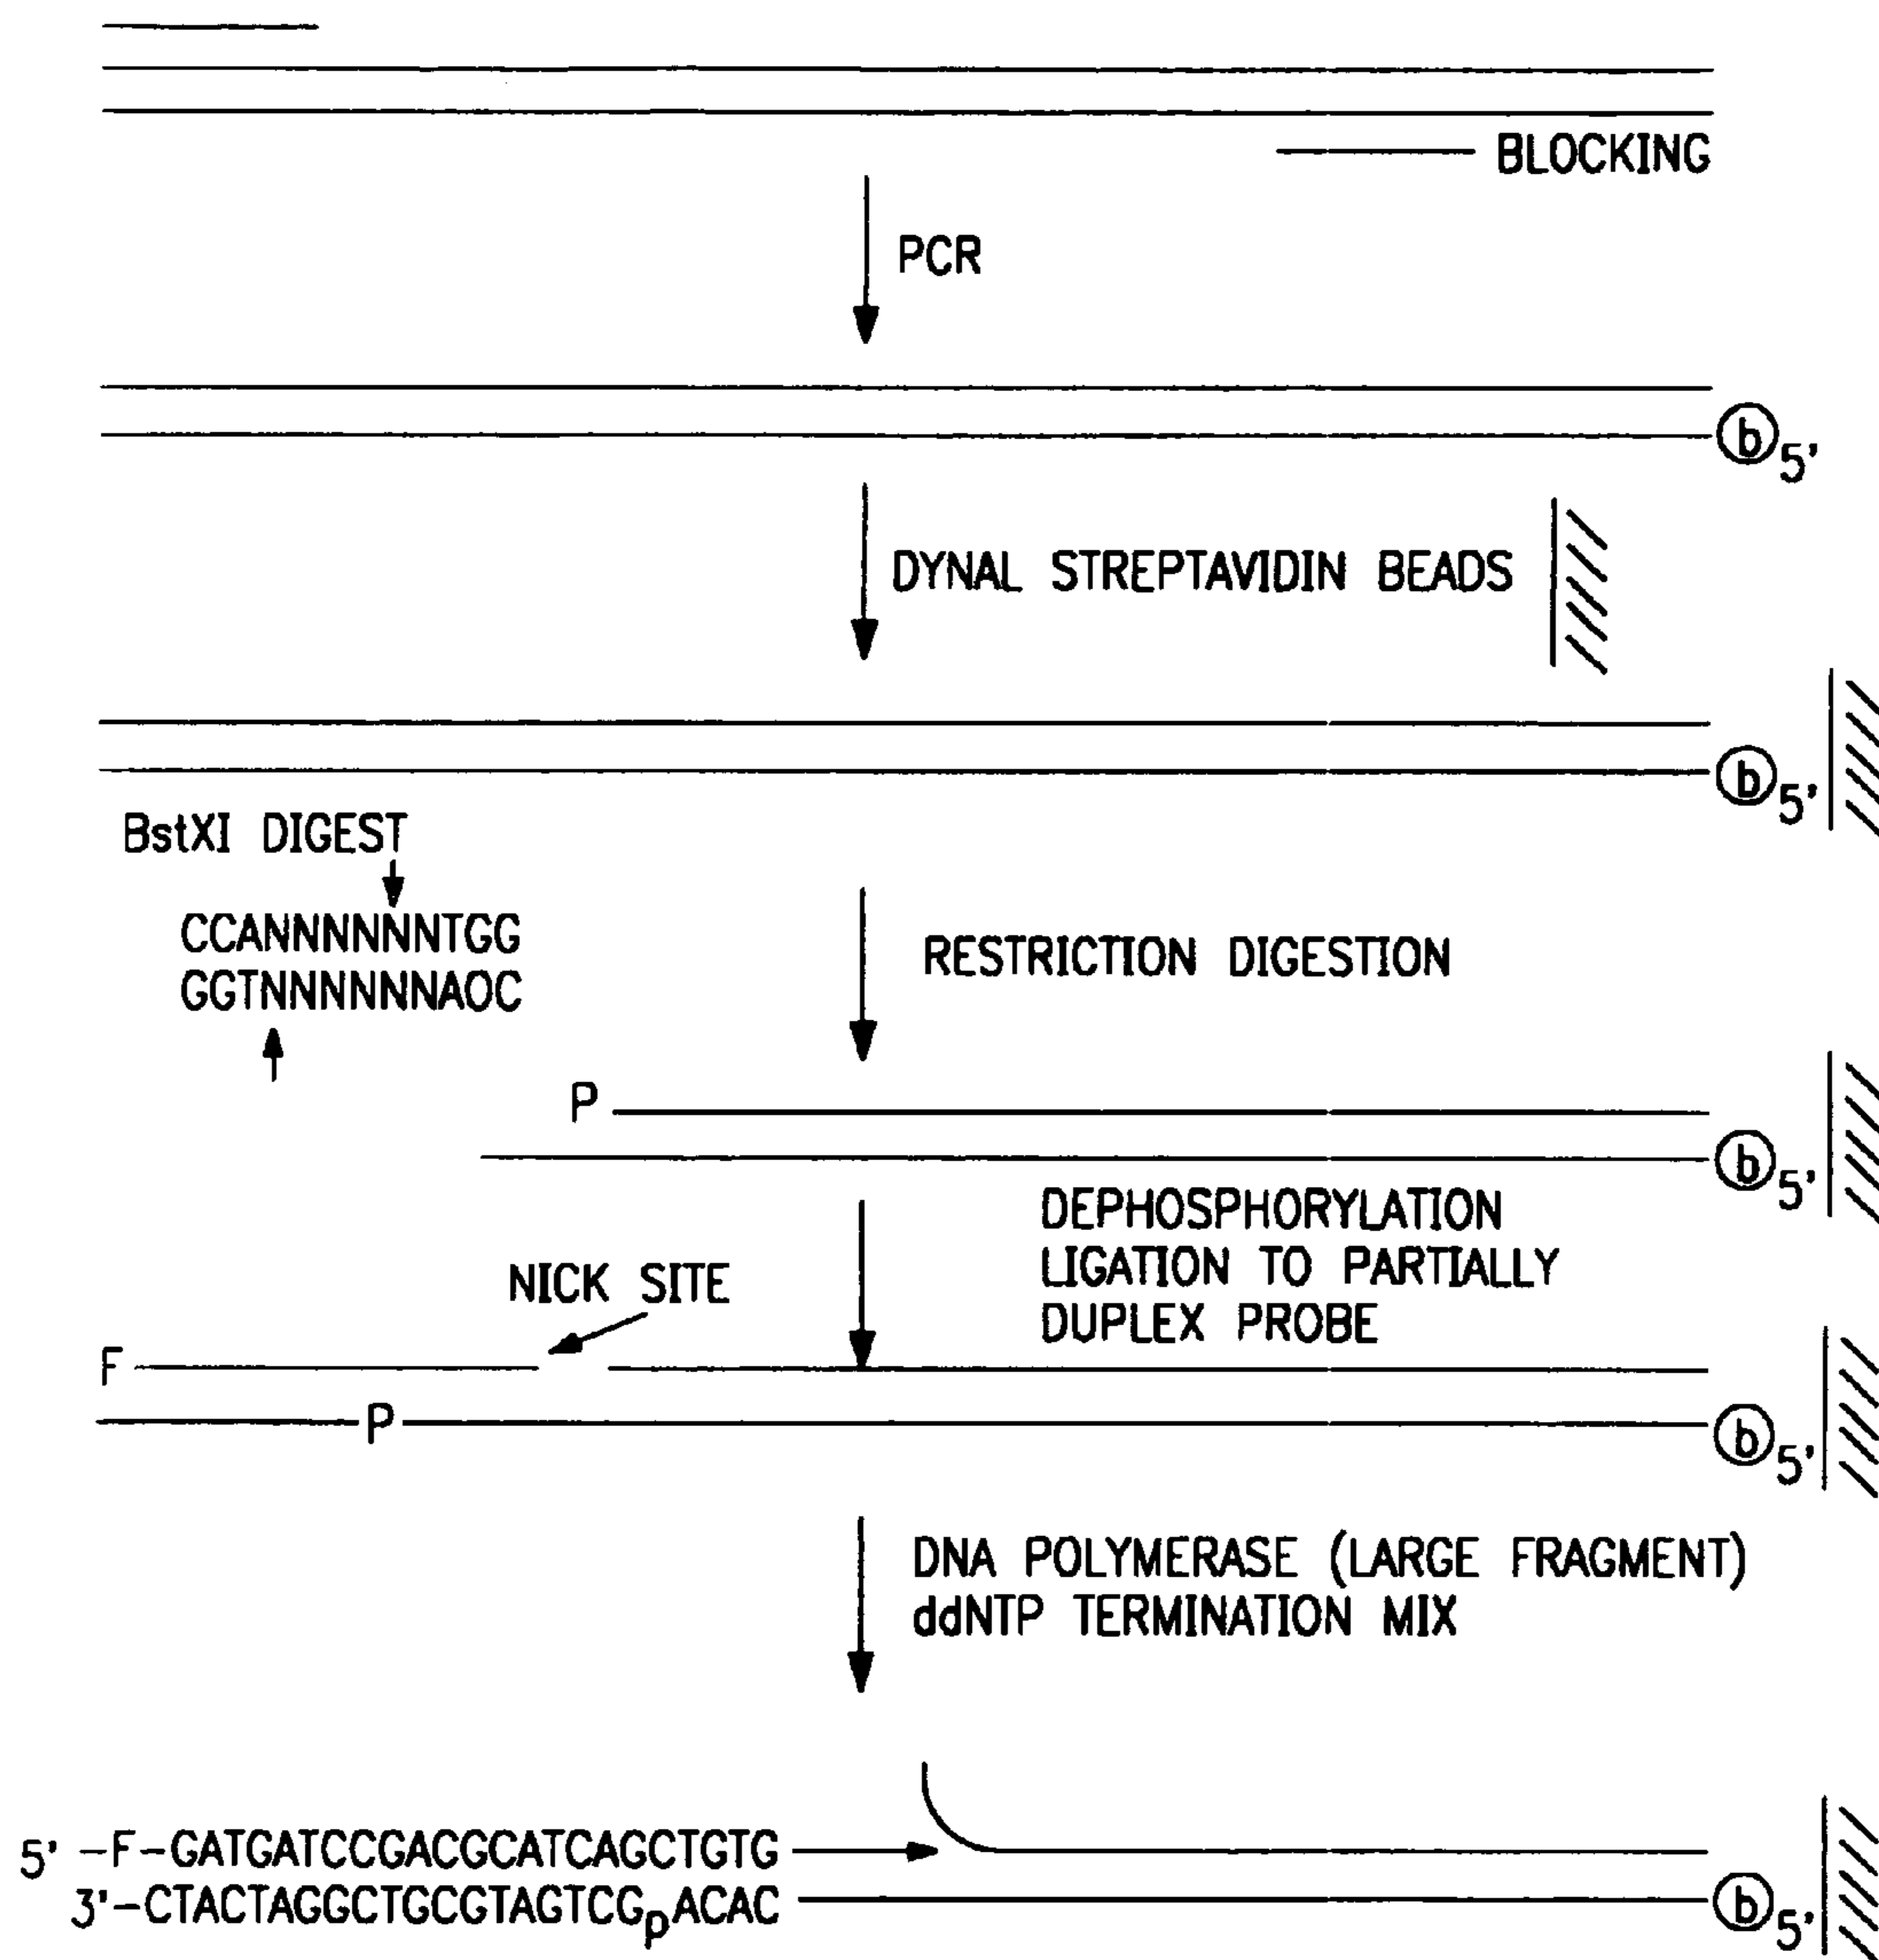 BLOCKING
PCR
b 5'
DYNAL STREPTAVIDIN BEADS
b 5'
BstXI DIGEST
CCANNNNNNTGG
GGTNNNNNNAOC
RESTRICTION DIGESTION
P
b 5'
DEPHOSPHORYLATION
LIGATION TO PARTIALLY
DUPLEX PROBE
NICK SITE
F
P
b 5'
DNA POLYMERASE (LARGE FRAGMENT)
ddNTP TERMINATION MIX
5' -F-GATGATCCGACGCATCAGCTGTG
3'-CTACTAGGCTGCGTAGTCGpACAC
b 5'